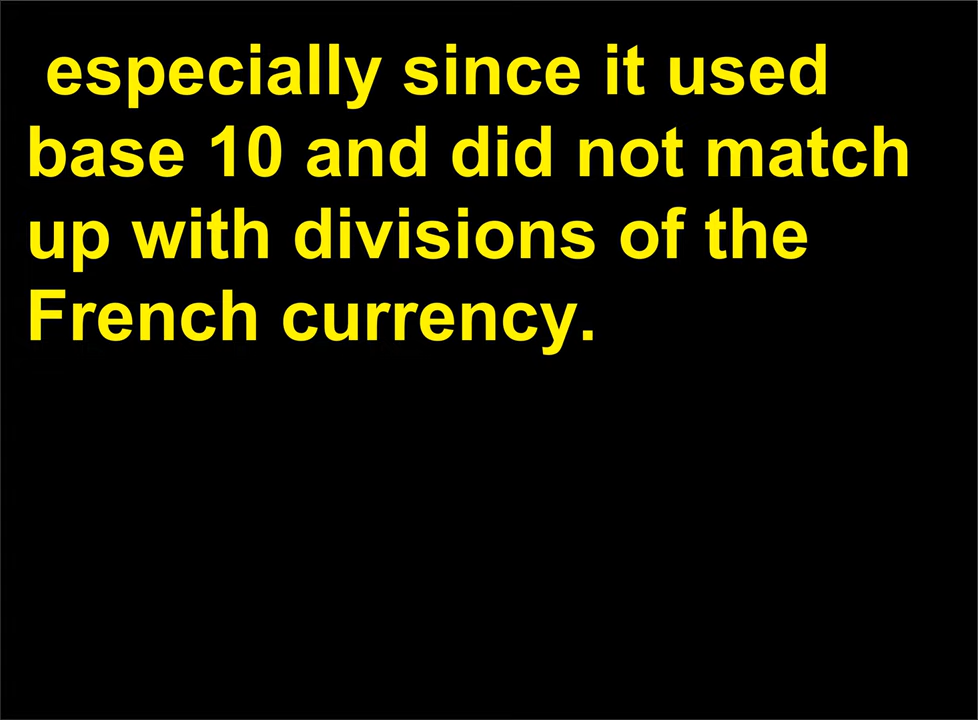 especially since it used
base 10 and did not match
up with divisions of the
French currency.